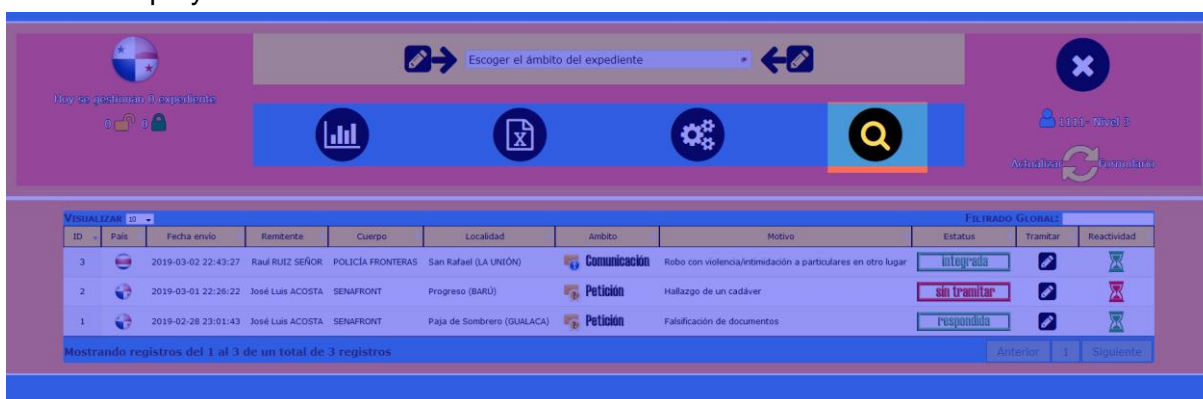 Escoger el ámbito del expediente
Hoy se gestionan 0 expediente
0 0
1111- Nivel 3
Actualizar Formulario
VISUALIZAR 10
FILTRADO GLOBAL:
ID País Fecha envío Remitente Cuerpo Localidad Ambito Motivo Estatus Tramitar Reactividad
3 2019-03-02 22:43:27 Raul RUIZ SEÑOR POLICÍA FRONTERAS San Rafael (LA UNIÓN) Comunicación Robo con violencia/intimidación a particulares en otro lugar integrada
2 2019-03-01 22:26:22 José Luis ACOSTA SENAFRONT Progreso (BARÚ) Petición Hallazgo de un cadáver sin tramitar
1 2019-02-28 23:01:43 José Luis ACOSTA SENAFRONT Paja de Sombrero (GUALACA) Petición Falsificación de documentos respondida
Mostrando registros del 1 al 3 de un total de 3 registros
Anterior 1 Siguiente